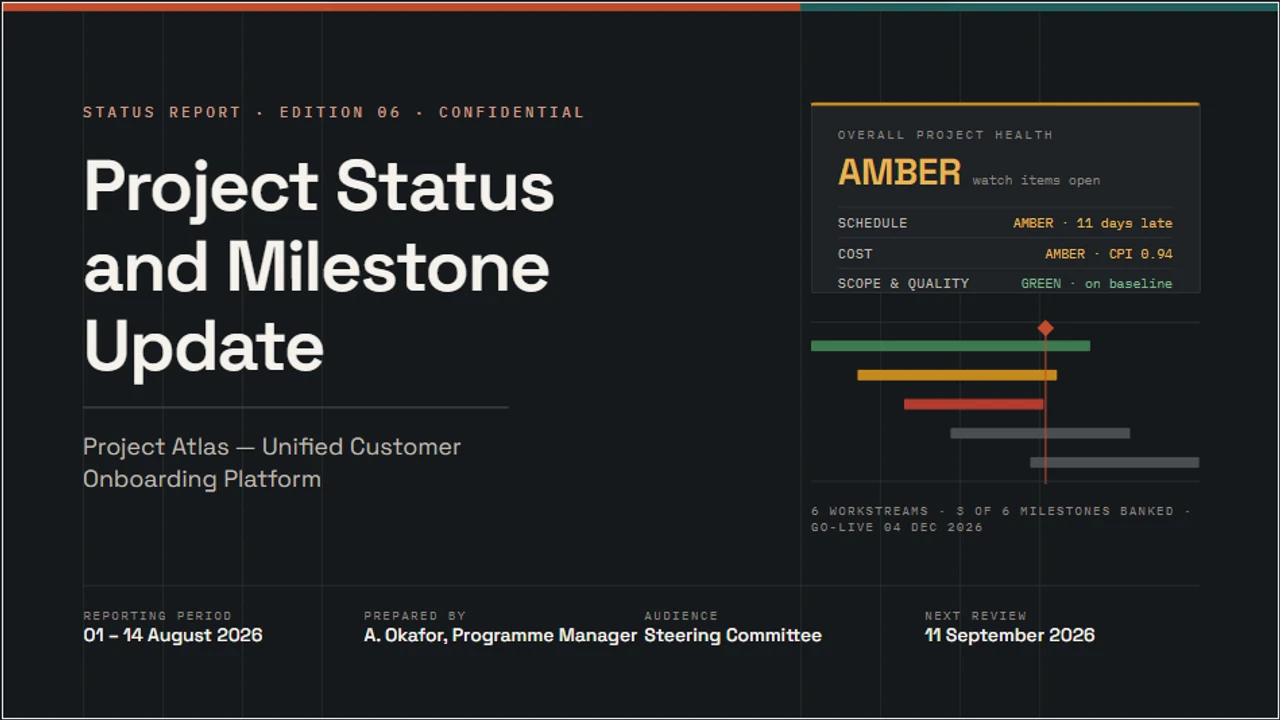 STATUS REPORT · EDITION 06 · CONFIDENTIAL
Project Status
and Milestone
Update
Project Atlas — Unified Customer
Onboarding Platform
OVERALL PROJECT HEALTH
AMBER watch items open
SCHEDULE AMBER · 11 days late
COST AMBER · CPI 0.94
SCOPE & QUALITY GREEN · on baseline
6 WORKSTREAMS · 3 OF 6 MILESTONES BANKED ·
GO-LIVE 04 DEC 2026
REPORTING PERIOD
01 – 14 August 2026
PREPARED BY
A. Okafor, Programme Manager
AUDIENCE
Steering Committee
NEXT REVIEW
11 September 2026